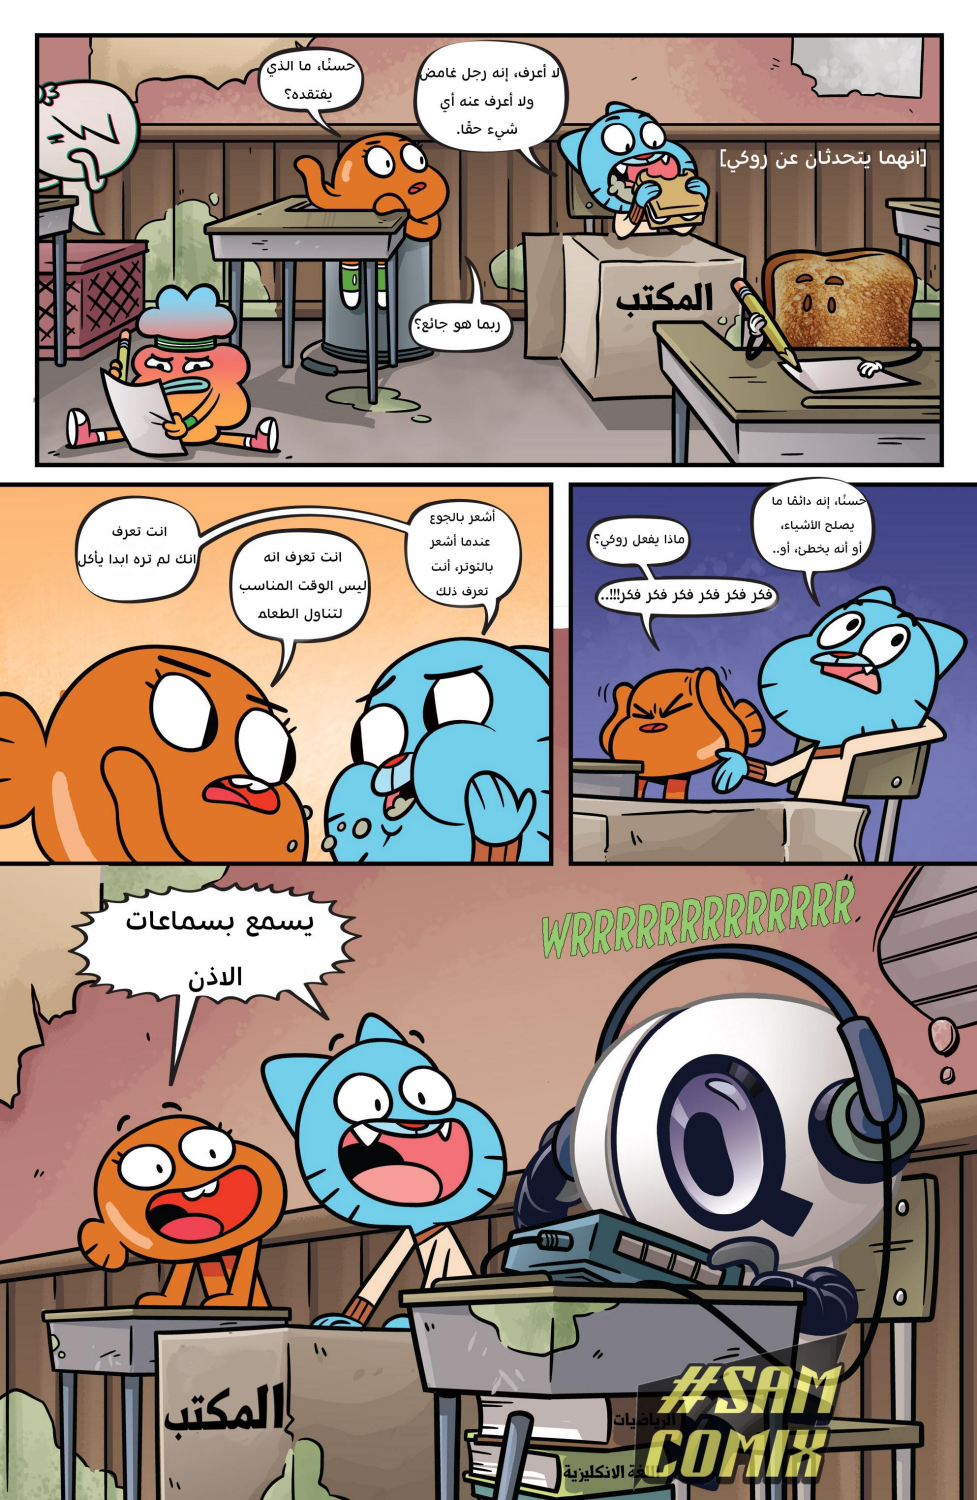 حسنًا، ما الذي
يفتقده؟
لا أعرف، إنه رجل غامض
ولا أعرف عنه أي
شيء حقًا.
[انهما يتحدثان عن روكي]
ربما هو جائع؟
المكتب
أشعر بالجوع
عندما أشعر
بالتوتر، أنت
تعرف ذلك
انت تعرف انه
ليس الوقت المناسب
لتناول الطعام
انت تعرف
انك لم تره ابدا يأكل
حسنًا، إنه دائمًا ما
يصلح الأشياء،
أو أنه يخطئ، أو..
ماذا يفعل روكي؟
فكر فكر فكر فكر فكر فكر!!!..
يسمع بسماعات
الاذن
WRRRRRRRRRRRRR
المكتب
الرياضيات
اللغة الانكليزية
#SAM
COMIX